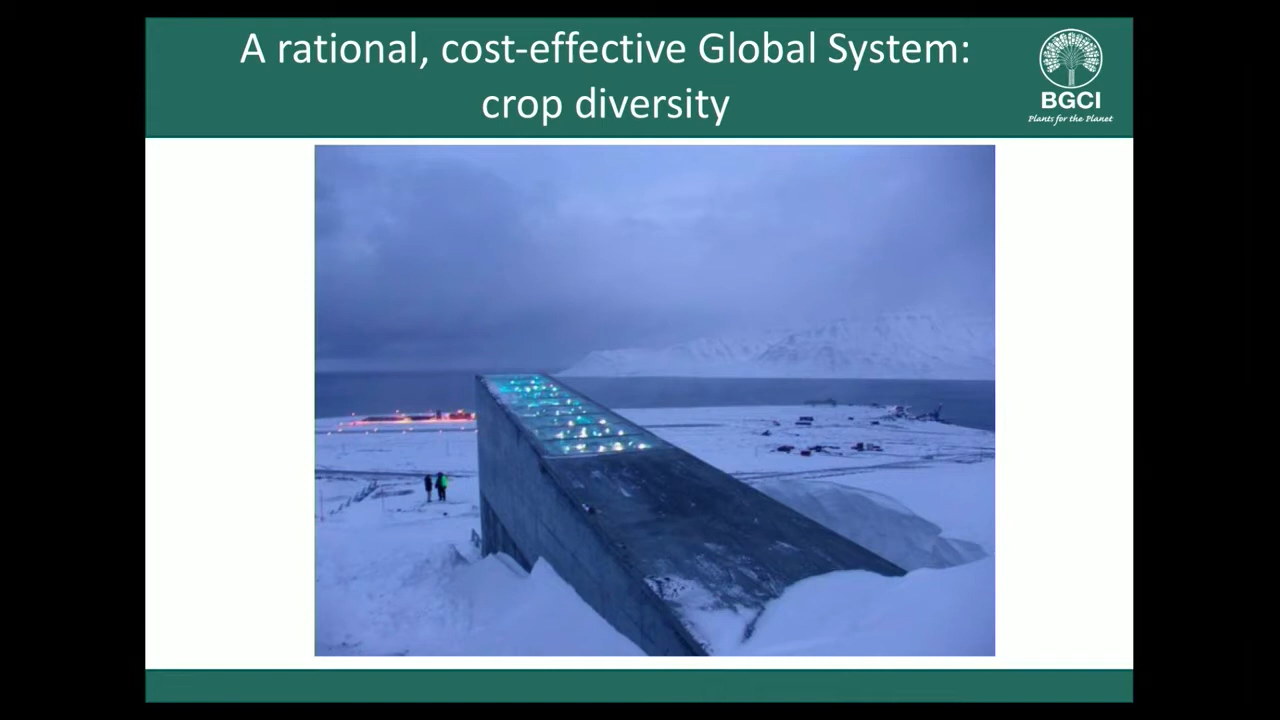 A rational, cost-effective Global System:
crop diversity
BGCI
Plants for the Planet